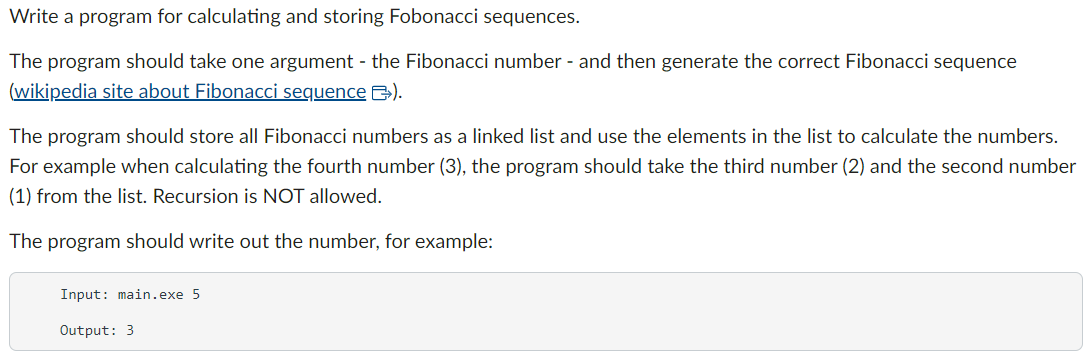 Write a program for calculating and storing Fobonacci sequences.
The program should take one argument - the Fibonacci number - and then generate the correct Fibonacci sequence
(wikipedia site about Fibonacci sequence).
The program should store all Fibonacci numbers as a linked list and use the elements in the list to calculate the numbers.
For example when calculating the fourth number (3), the program should take the third number (2) and the second number
(1) from the list. Recursion is NOT allowed.
The program should write out the number, for example:
Input: main.exe 5
Output: 3